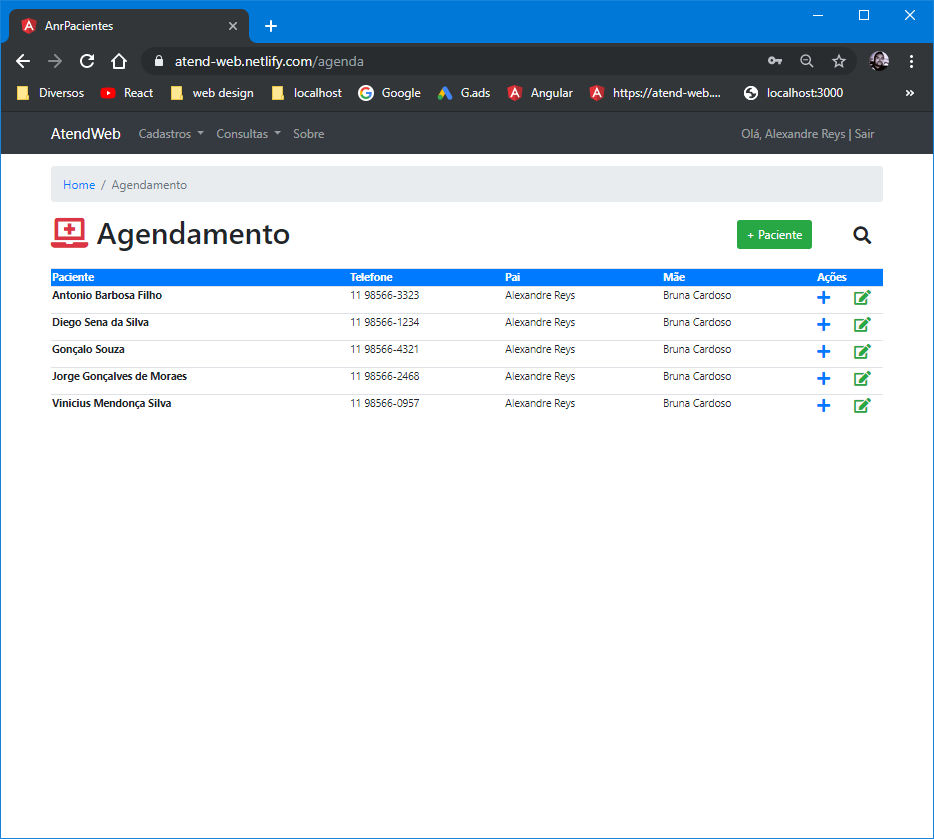 AnrPacientes
atend-web.netlify.com/agenda
Diversos React web design localhost Google G.ads Angular https://atend-web.... localhost:3000 »
AtendWeb Cadastros Consultas Sobre Olá, Alexandre Reys | Sair
Home / Agendamento
Agendamento + Paciente
Paciente Telefone Pai Mãe Ações
Antonio Barbosa Filho 11 98566-3323 Alexandre Reys Bruna Cardoso
Diego Sena da Silva 11 98566-1234 Alexandre Reys Bruna Cardoso
Gonçalo Souza 11 98566-4321 Alexandre Reys Bruna Cardoso
Jorge Gonçalves de Moraes 11 98566-2468 Alexandre Reys Bruna Cardoso
Vinicius Mendonça Silva 11 98566-0957 Alexandre Reys Bruna Cardoso